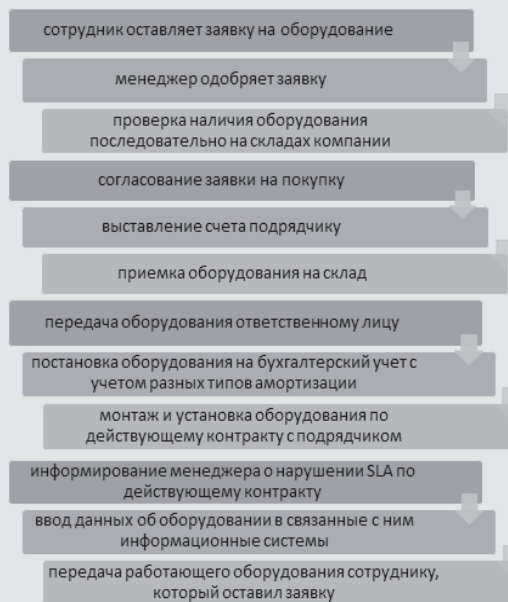 сотрудник оставляет заявку на оборудование
менеджер одобряет заявку
проверка наличия оборудования
последовательно на складах компании
согласование заявки на покупку
выставление счета подрядчику
приемка оборудования на склад
передача оборудования ответственному лицу
постановка оборудования на бухгалтерский учет с
учетом разных типов амортизации
монтаж и установка оборудования по
действующему контракту с подрядчиком
информирование менеджера о нарушении SLA по
действующему контракту
ввод данных об оборудовании в связанные с ним
информационные системы
передача работающего оборудования сотруднику,
который оставил заявку